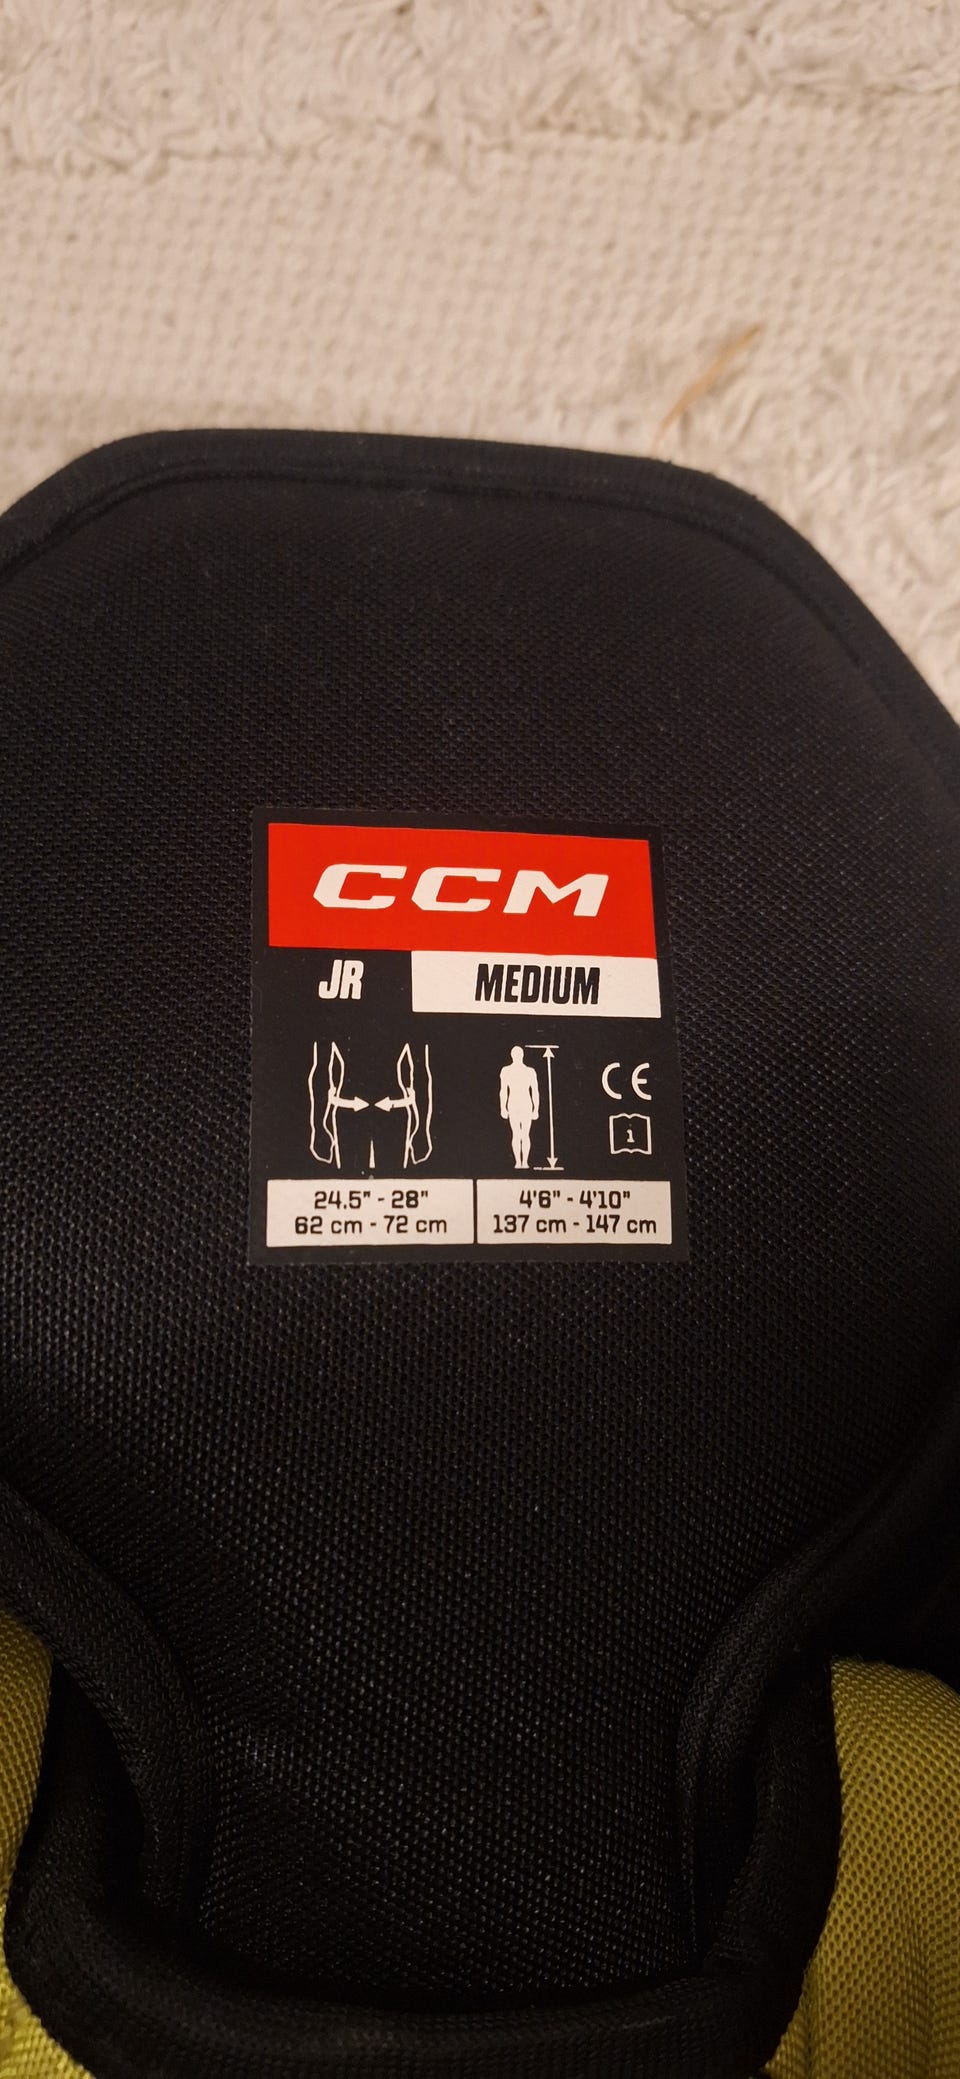 CCM
JR MEDIUM
CE
i
24.5" - 28" 4'6" - 4'10"
62 cm - 72 cm 137 cm - 147 cm